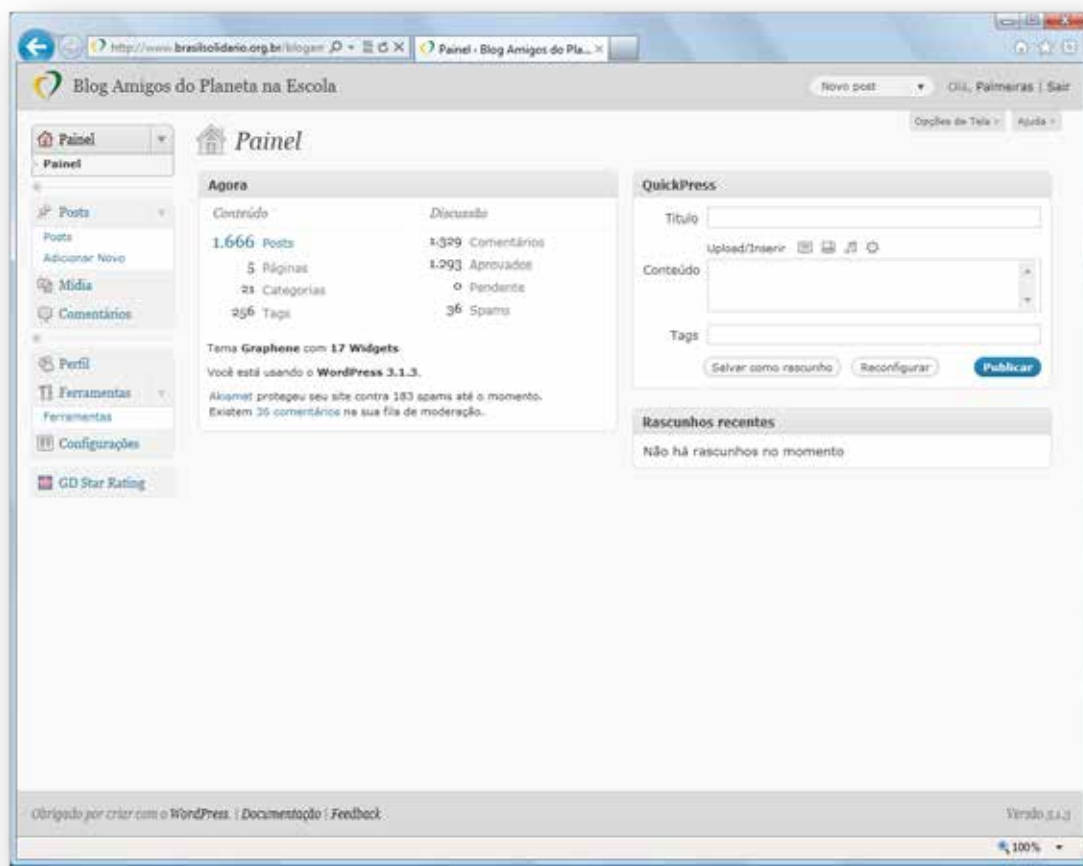 http://www.brasilsolidario.org.br/blogam
Painel ‹ Blog Amigos do Pla...
Blog Amigos do Planeta na Escola
Novo post
Olá, Palmeiras | Sair
Opções de Tela
Ajuda
Painel
Painel
Posts
Posts
Adicionar Novo
Mídia
Comentários
Perfil
Ferramentas
Ferramentas
Configurações
GD Star Rating
Painel
Agora
Conteúdo Discussão
1.666 Posts 1.329 Comentários
5 Páginas 1.293 Aprovados
21 Categorias 0 Pendente
256 Tags 36 Spams
Tema Graphene com 17 Widgets
Você está usando o WordPress 3.1.3.
Akismet protegeu seu site contra 183 spams até o momento.
Existem 36 comentários na sua fila de moderação.
QuickPress
Título
Upload/Inserir
Conteúdo
Tags
Salvar como rascunho
Reconfigurar
Publicar
Rascunhos recentes
Não há rascunhos no momento
Obrigado por criar com o WordPress. | Documentação | Feedback
Versão 3.1.3
100%